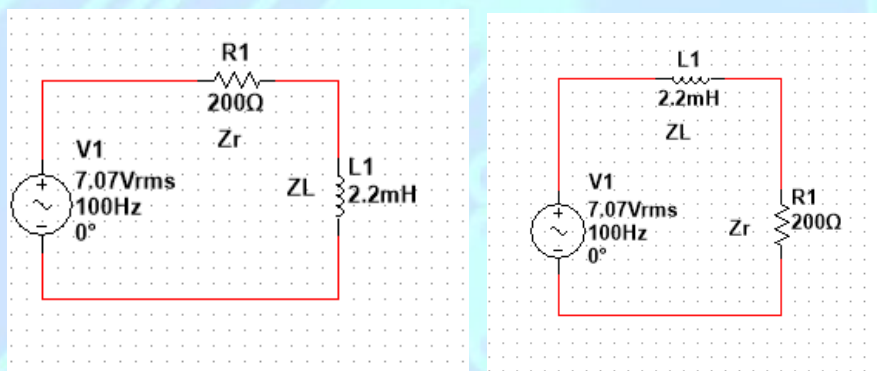 R1
200Ω
Zr
V1
7.07Vrms
100Hz
0°
ZL
L1
2.2mH
L1
2.2mH
ZL
V1
7.07Vrms
100Hz
0°
Zr
R1
200Ω